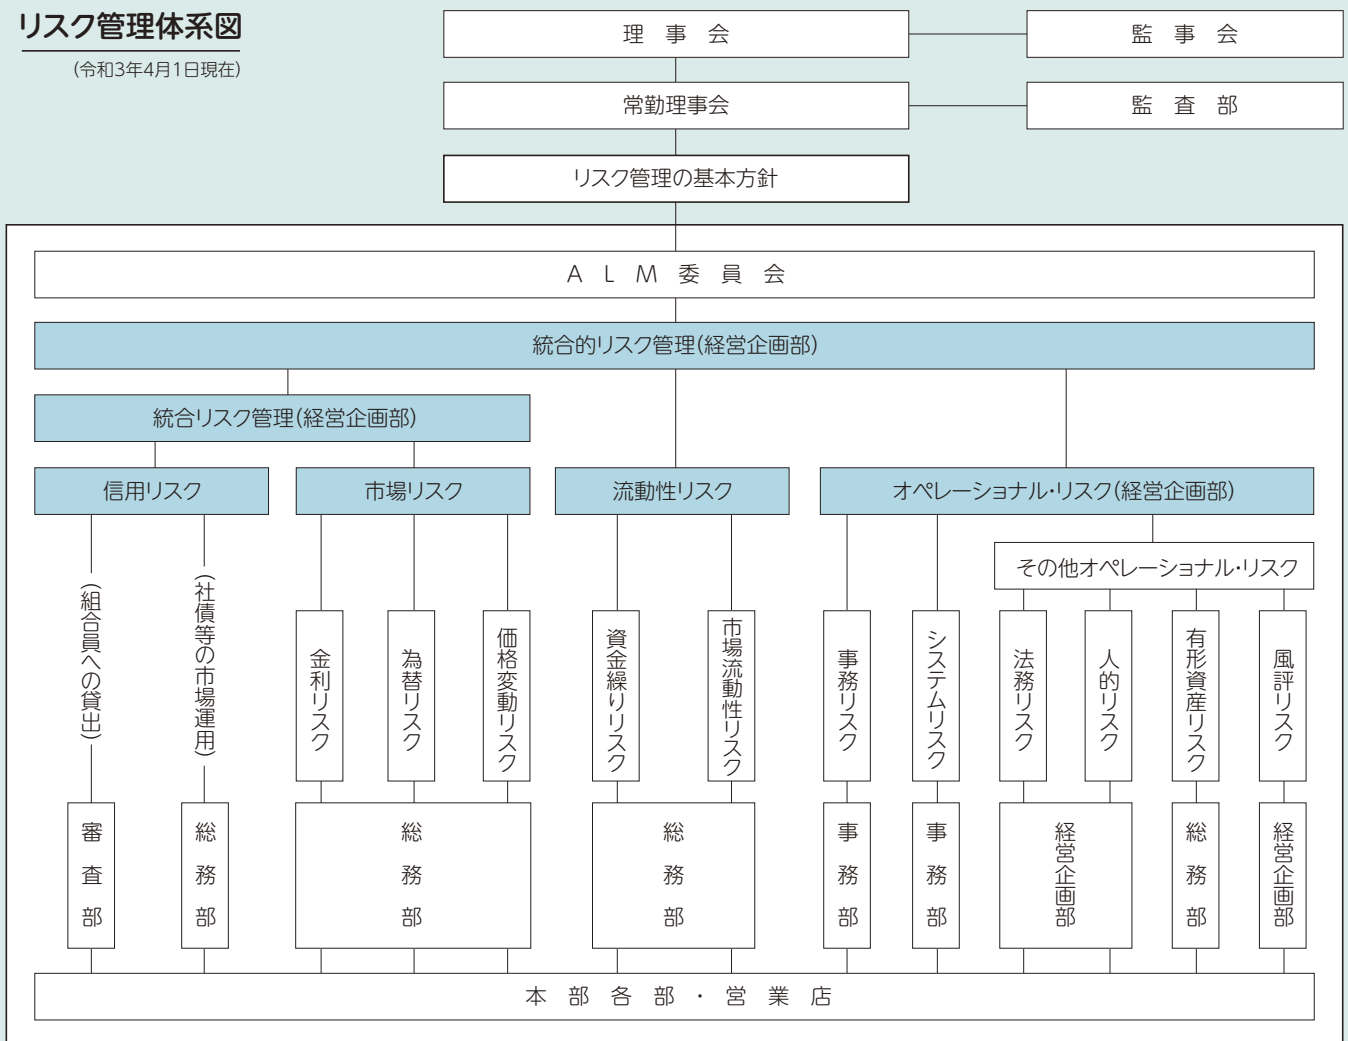 リスク管理体系図
(令和3年4月1日現在)
理事会
監事会
常勤理事会
監査部
リスク管理の基本方針
ALM委員会
統合的リスク管理(経営企画部)
統合リスク管理(経営企画部)
信用リスク
市場リスク
流動性リスク
オペレーショナル・リスク(経営企画部)
その他オペレーショナル・リスク
(組合員への貸出)
(社債等の市場運用)
金利リスク
為替リスク
価格変動リスク
資金繰りリスク
市場流動性リスク
事務リスク
システムリスク
法務リスク
人的リスク
有形資産リスク
風評リスク
審査部
総務部
総務部
総務部
事務部
事務部
経営企画部
総務部
経営企画部
本部各部・営業店